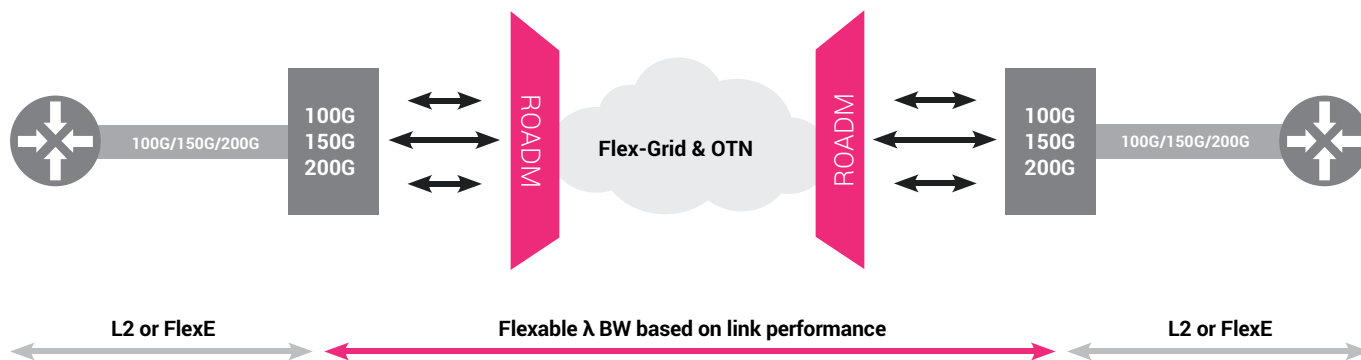 100G/150G/200G
100G
150G
200G
ROADM
Flex-Grid & OTN
ROADM
100G
150G
200G
100G/150G/200G
L2 or FlexE
Flexable λ BW based on link performance
L2 or FlexE